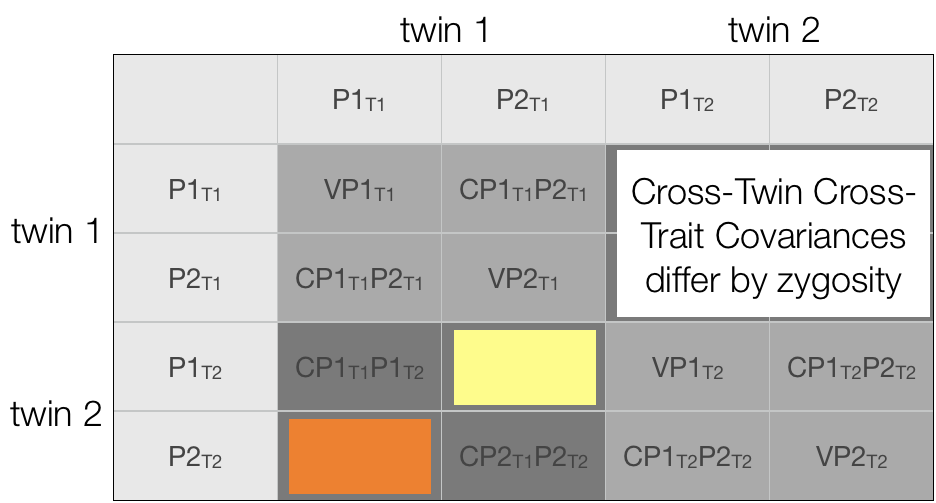 twin 1 twin 2
P1T1 P2T1 P1T2 P2T2
twin 1
P1T1 VP1T1 CP1T1P2T1
P2T1 CP1T1P2T1 VP2T1
Cross-Twin Cross-
Trait Covariances
differ by zygosity
twin 2
P1T2 CP1T1P1T2 VP1T2 CP1T2P2T2
P2T2 CP2T1P2T2 CP1T2P2T2 VP2T2